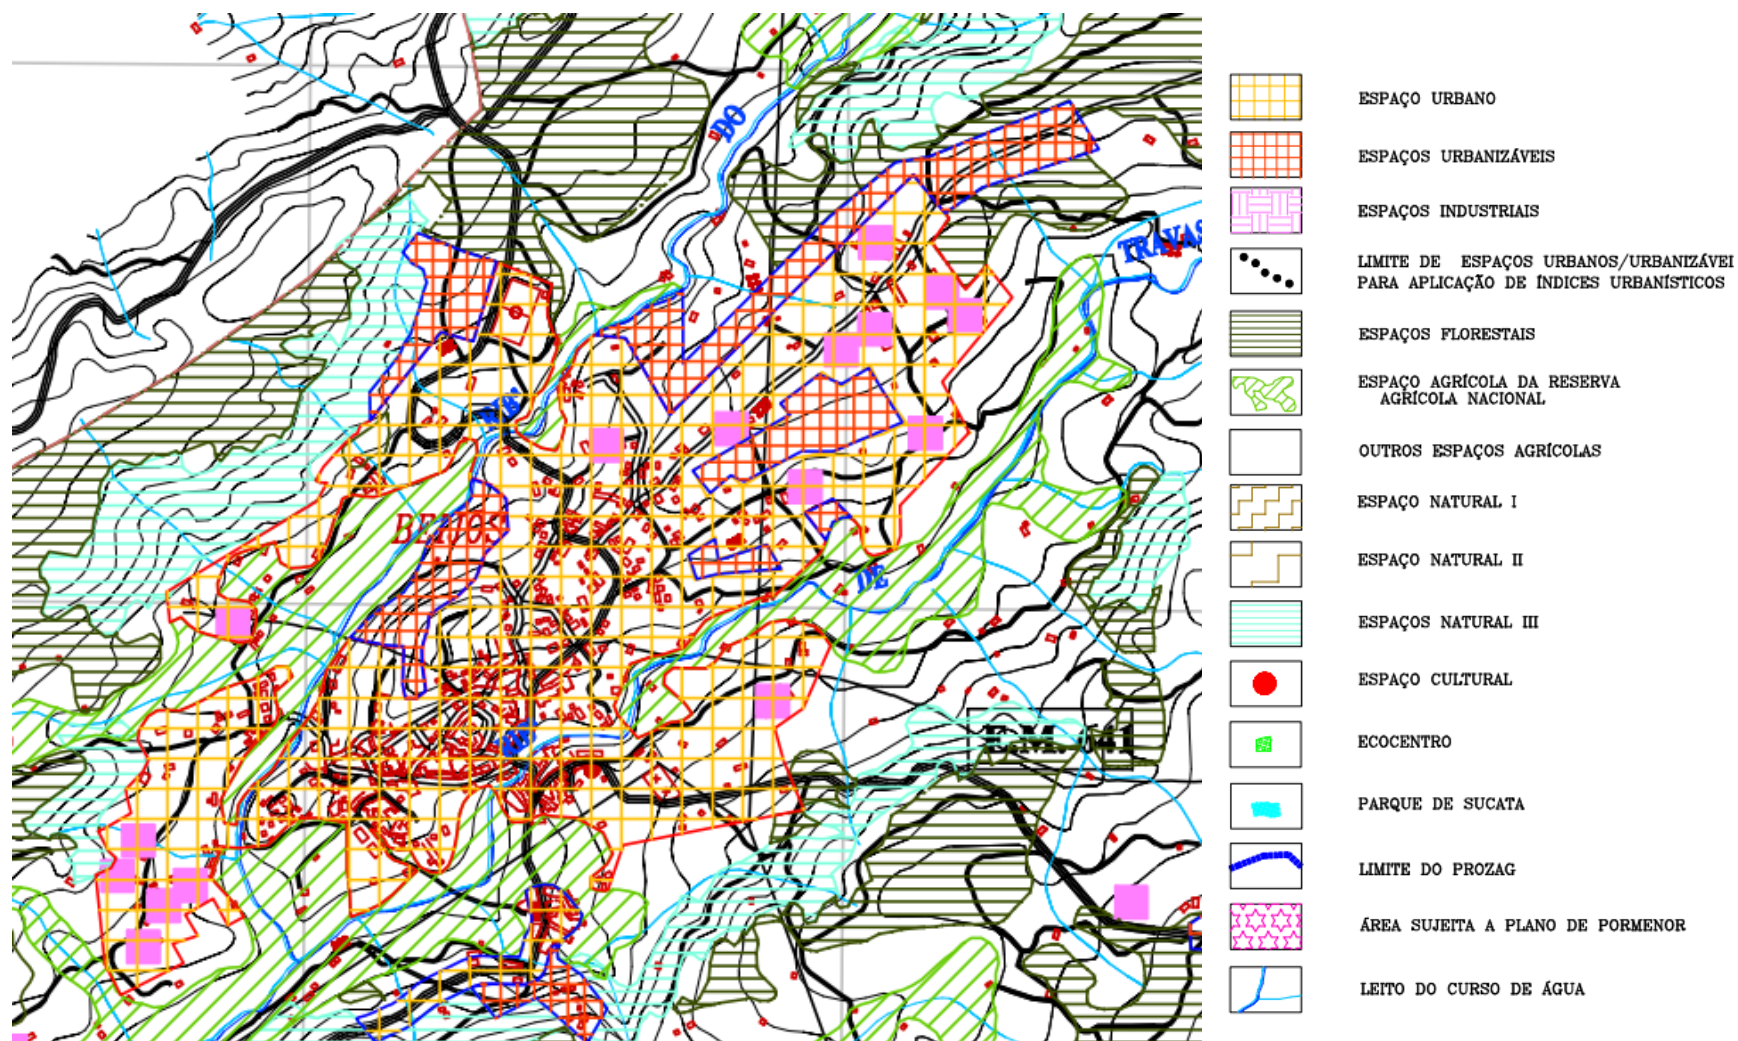 DO
TRAVAS
DE
ESPAÇO URBANO
ESPAÇOS URBANIZÁVEIS
ESPAÇOS INDUSTRIAIS
LIMITE DE ESPAÇOS URBANOS/URBANIZÁVEI
PARA APLICAÇÃO DE ÍNDICES URBANÍSTICOS
ESPAÇOS FLORESTAIS
ESPAÇO AGRÍCOLA DA RESERVA
AGRÍCOLA NACIONAL
OUTROS ESPAÇOS AGRÍCOLAS
ESPAÇO NATURAL I
ESPAÇO NATURAL II
ESPAÇOS NATURAL III
ESPAÇO CULTURAL
ECOCENTRO
PARQUE DE SUCATA
LIMITE DO PROZAG
ÁREA SUJEITA A PLANO DE PORMENOR
LEITO DO CURSO DE ÁGUA